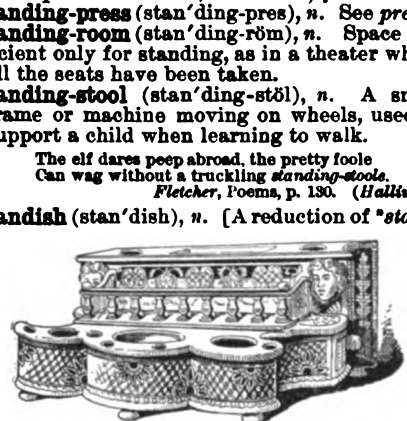 anding-press (stan′ding-pres), n. See pre
anding-room (stan′ding-röm), n. Space
cient only for standing, as in a theater wh
ll the seats have been taken.
anding-stool (stan′ding-stöl), n. A sm
rame or machine moving on wheels, used
upport a child when learning to walk.
The elf dares peep abroad, the pretty foole
Can wag without a truckling standing-stoole.
Fletcher, Poems, p. 130. (Halli
andish (stan′dish), n. [A reduction of *sta